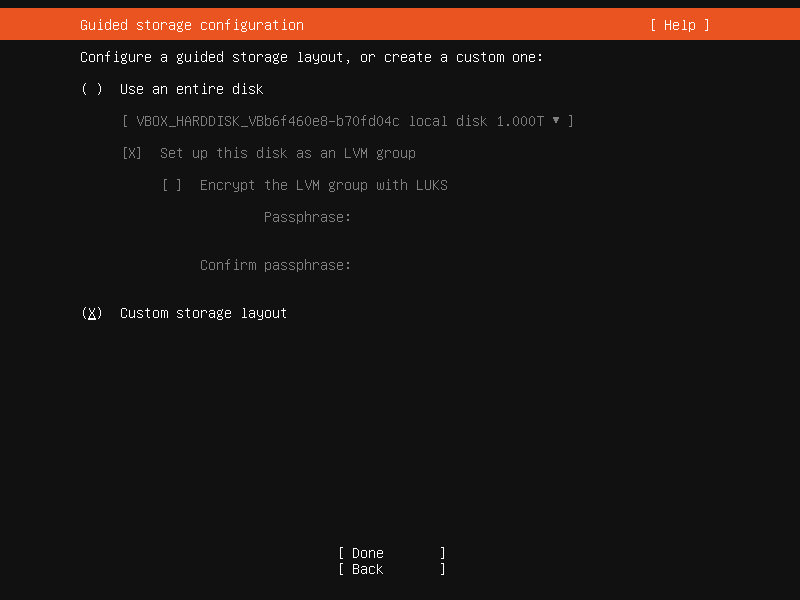 Guided storage configuration [ Help ]
Configure a guided storage layout, or create a custom one:
( ) Use an entire disk
[ VBOX_HARDDISK_VBb6f460e8-b70fd04c local disk 1.000T ▾ ]
[X] Set up this disk as an LVM group
[ ] Encrypt the LVM group with LUKS
Passphrase:
Confirm passphrase:
(X) Custom storage layout
[ Done ]
[ Back ]